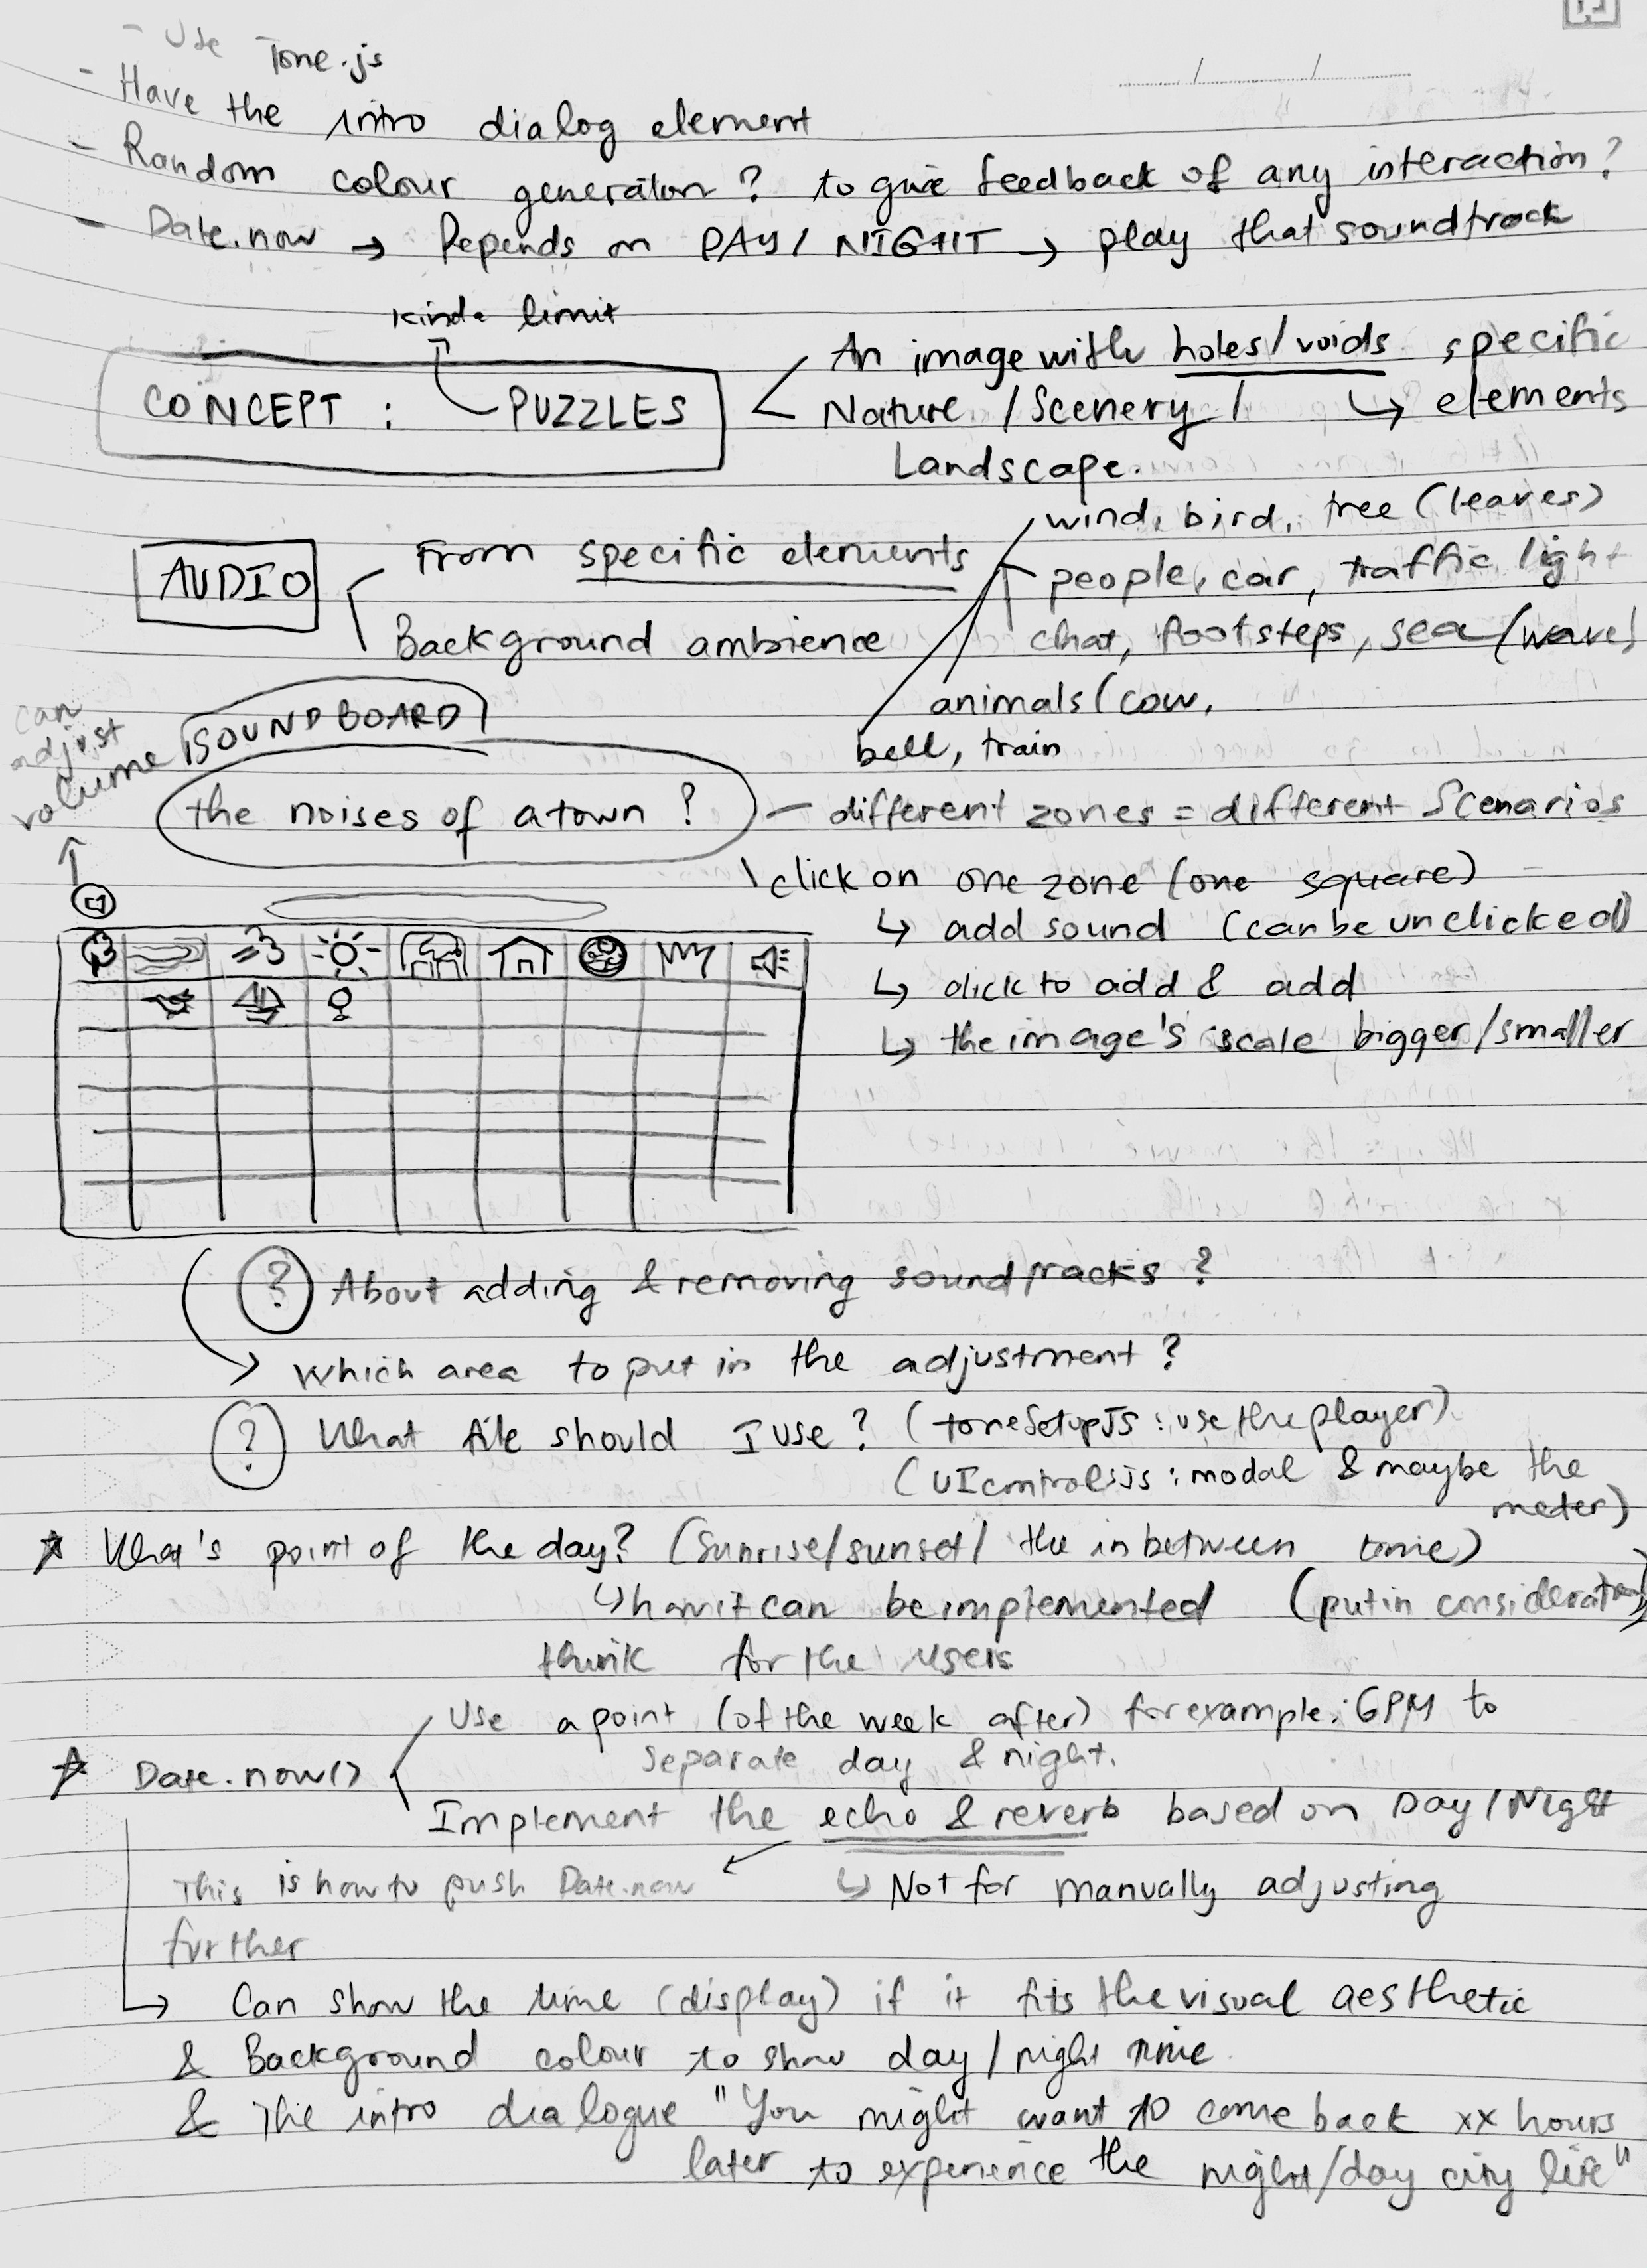 - Use Tone.js
- Have the intro dialog element
- Random colour generation? to give feedback of any interaction?
- Date.now → Depends on DAY/NIGHT → play that soundtrack
kinda limit
CONCEPT : PUZZLES
An image with holes/voids specific
Nature /Scenery / ↳ elements
Landscape.
AUDIO
From specific elements
Background ambience
wind, bird, tree (leaves)
people, car, traffic light
chat, footsteps, sea (wave)
animals (cow,
bell, train
can adjust volume
SOUNDBOARD
the noises of a town ? — different zones = different scenarios
click on one zone (one square)
↳ add sound (can be unclicked)
↳ click to add & add
↳ the image's scale bigger/smaller
? About adding & removing soundtracks ?
→ which area to put in the adjustment ?
? What file should I use ? (toneSetupJS : use the player)
(UIcontrols.js : modal & maybe the
meter)
★ What's point of the day? (Sunrise/sunset/ the in between time)
↳ how it can be implemented (put in consideration)
think for the users
Use a point (of the week after) for example: 6PM to
separate day & night.
★ Date.now()
Implement the echo & reverb based on Day/Night
This is how to push Date.now ↳ Not for manually adjusting
further
↳ Can show the time (display) if it fits the visual aesthetic
& Background colour to show day/night time.
& The intro dialogue "You might want to come back xx hours
later to experience the night/day city life"